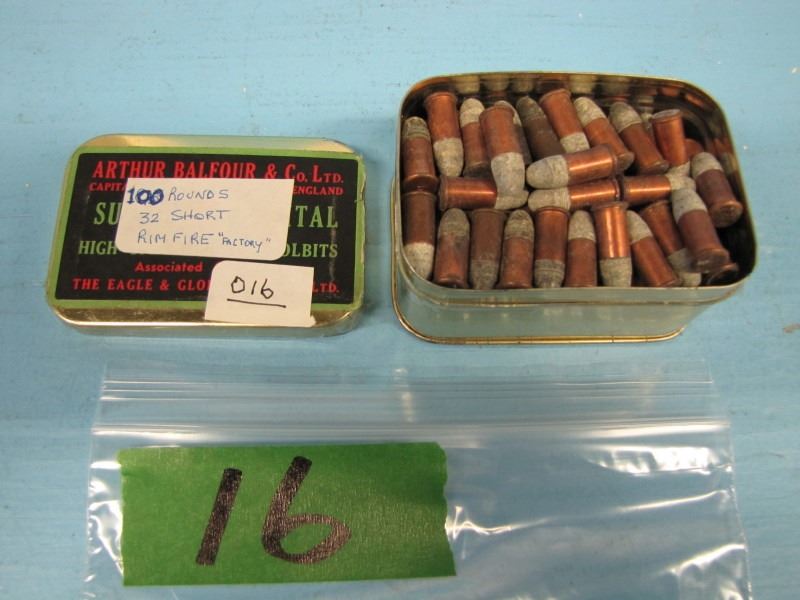 ARTHUR BALFOUR & Co. LTD.
CAPIT ENGLAND
100 ROUNDS
SU TAL
32 SHORT
RIM FIRE "FACTORY"
HIGH OLBITS
Associated
016
THE EAGLE & GLO LTD.
16